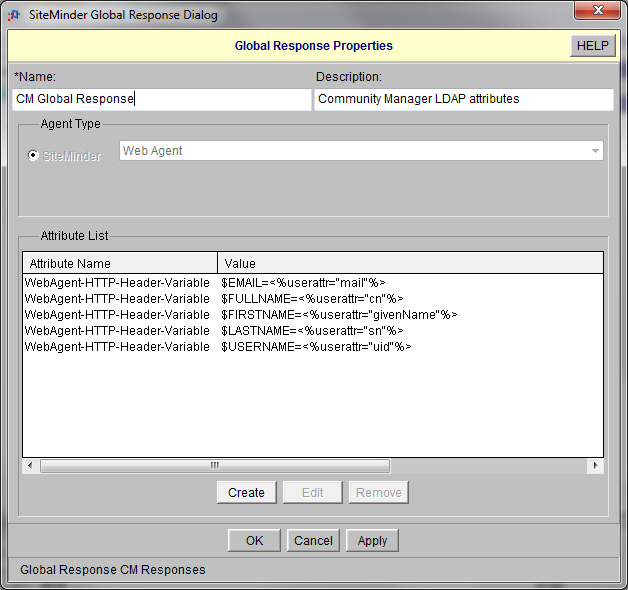 SiteMinder Global Response Dialog
Global Response Properties
HELP
*Name:
Description:
CM Global Response
Community Manager LDAP attributes
Agent Type
SiteMinder
Web Agent
Attribute List
Attribute Name Value
WebAgent-HTTP-Header-Variable $EMAIL=<%userattr="mail"%>
WebAgent-HTTP-Header-Variable $FULLNAME=<%userattr="cn"%>
WebAgent-HTTP-Header-Variable $FIRSTNAME=<%userattr="givenName"%>
WebAgent-HTTP-Header-Variable $LASTNAME=<%userattr="sn"%>
WebAgent-HTTP-Header-Variable $USERNAME=<%userattr="uid"%>
Create Edit Remove
OK Cancel Apply
Global Response CM Responses